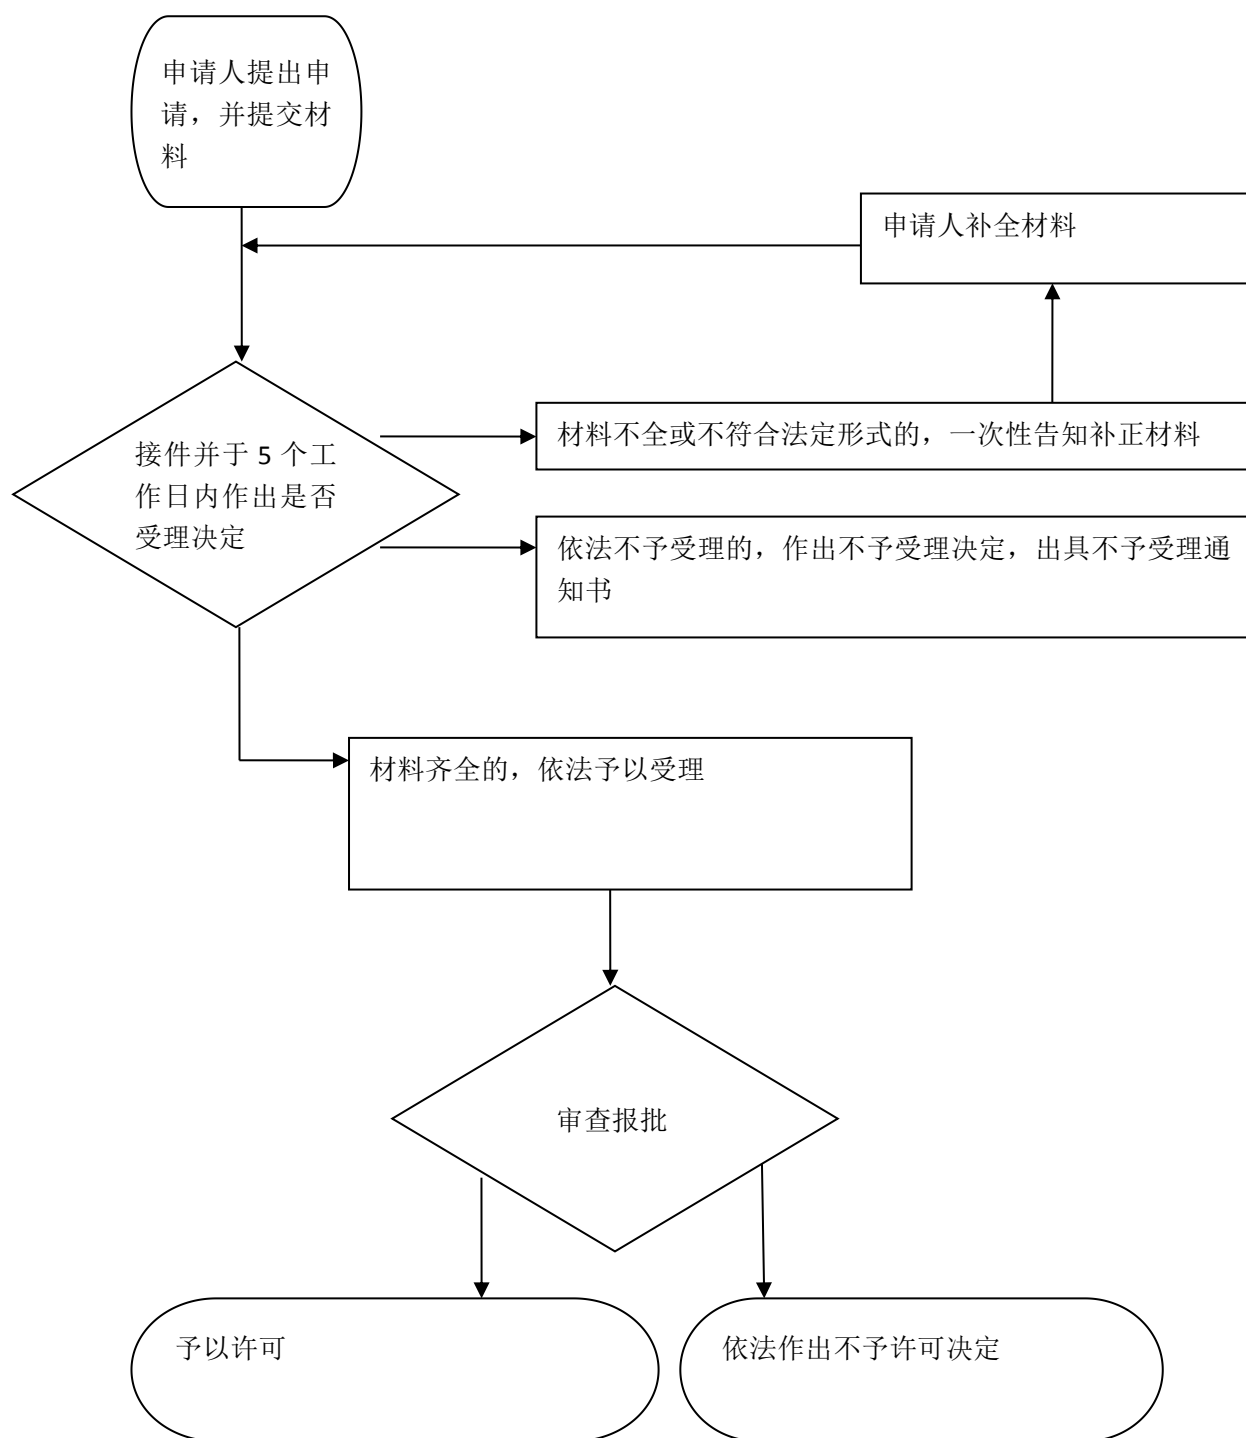 申请人提出申
请，并提交材
料
申请人补全材料
材料不全或不符合法定形式的，一次性告知补正材料
接件并于 5 个工
作日内作出是否
受理决定
依法不予受理的，作出不予受理决定，出具不予受理通
知书
材料齐全的，依法予以受理
审查报批
予以许可
依法作出不予许可决定